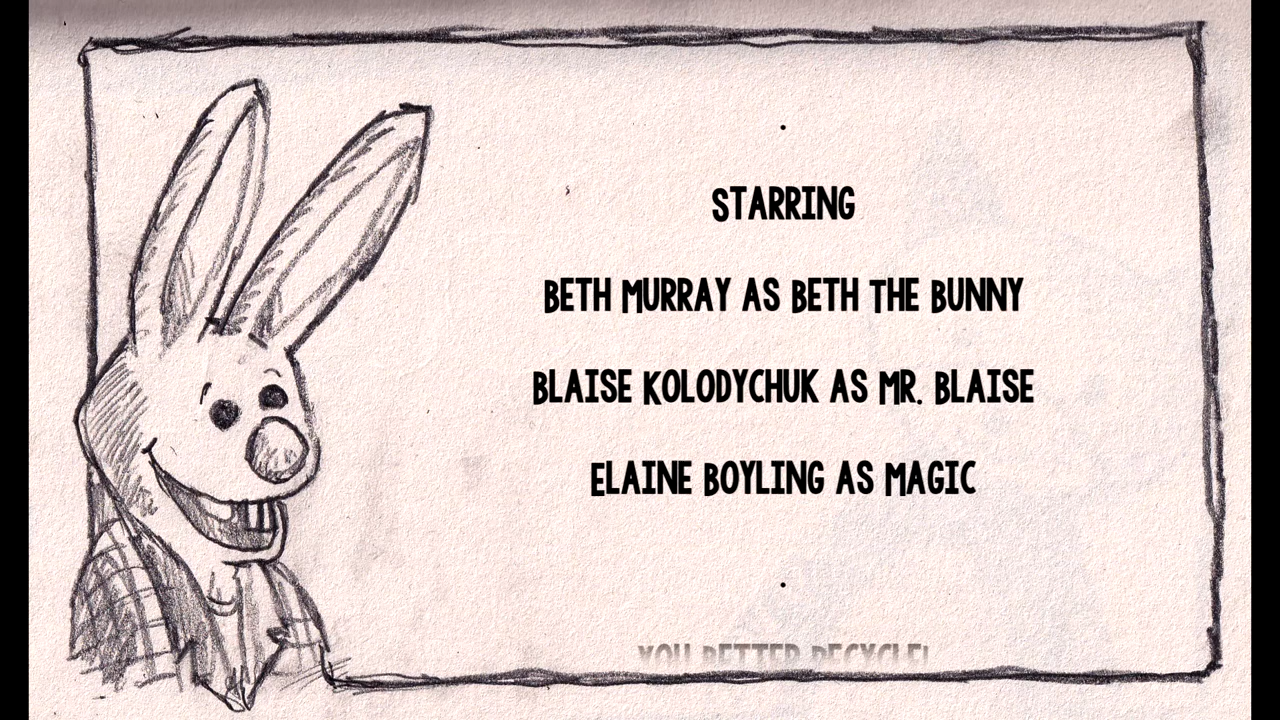 STARRING
BETH MURRAY AS BETH THE BUNNY
BLAISE KOLODYCHUK AS MR. BLAISE
ELAINE BOYLING AS MAGIC
YOU BETTER RECYCLE!